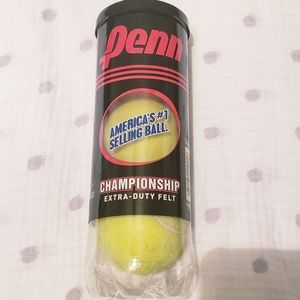 Penn
AMERICA'S #1
SELLING BALL.
CHAMPIONSHIP
EXTRA-DUTY FELT